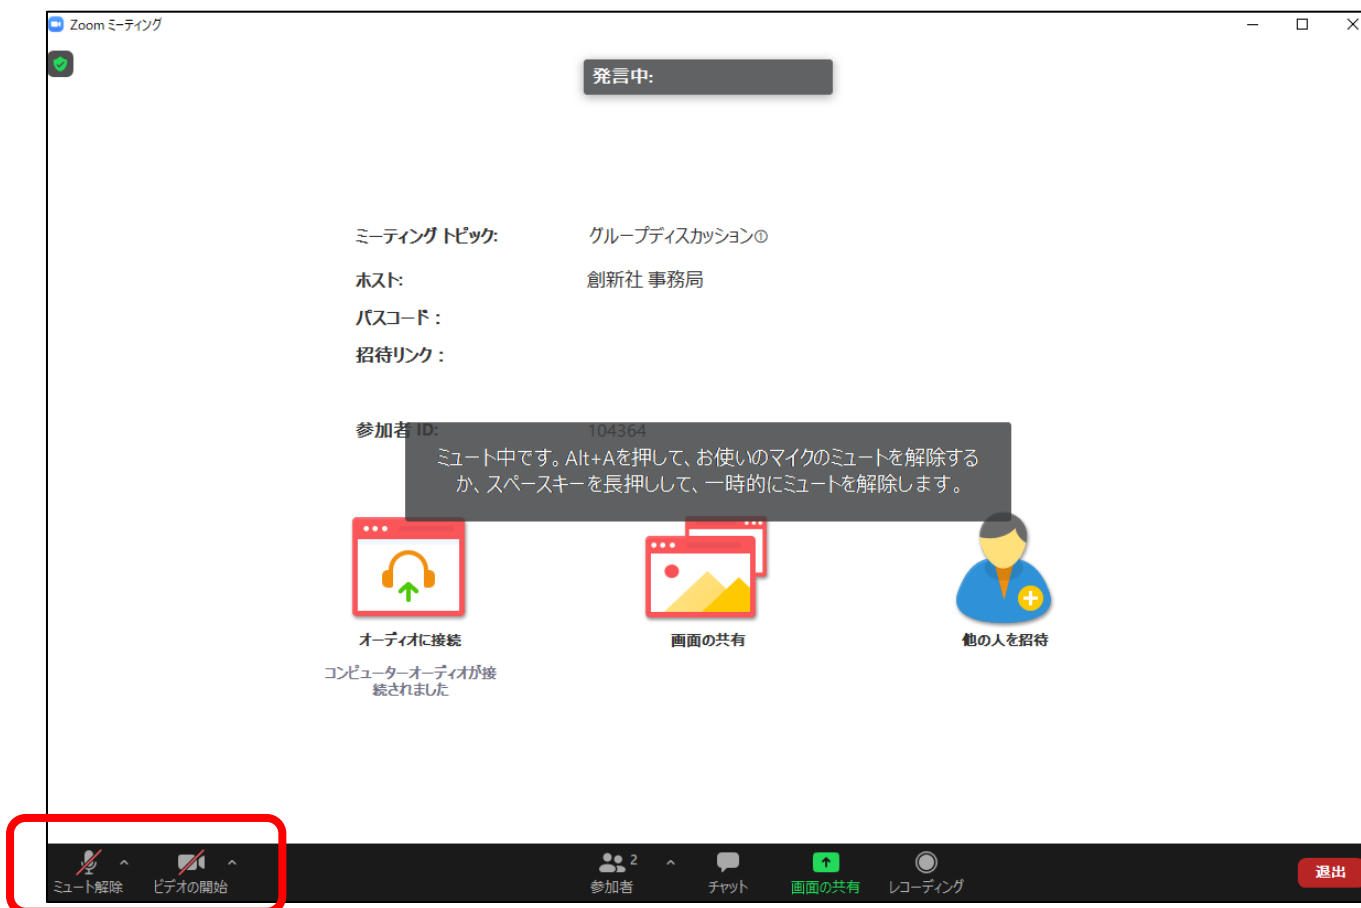 Zoom ミーティング
発言中:
ミーティング トピック: グループディスカッション①
ホスト: 創新社 事務局
パスコード：
招待リンク：
参加者 ID: 104364
ミュート中です。Alt+Aを押して、お使いのマイクのミュートを解除する
か、スペースキーを長押しして、一時的にミュートを解除します。
オーディオに接続
コンピューターオーディオが接
続されました
画面の共有
他の人を招待
ミュート解除
ビデオの開始
2
参加者
チャット
画面の共有
レコーディング
退出